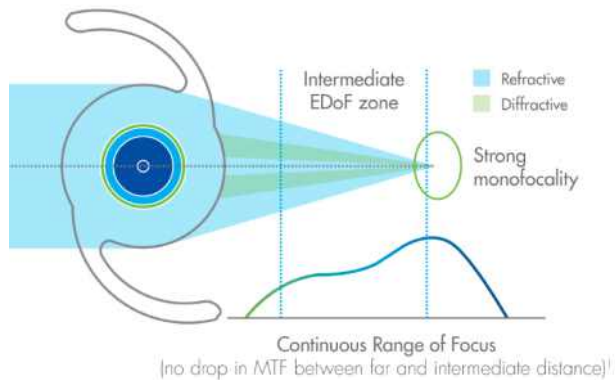 Intermediate
EDoF zone
Refractive
Diffractive
Strong
monofocality
Continuous Range of Focus
(no drop in MTF between far and intermediate distance)¹